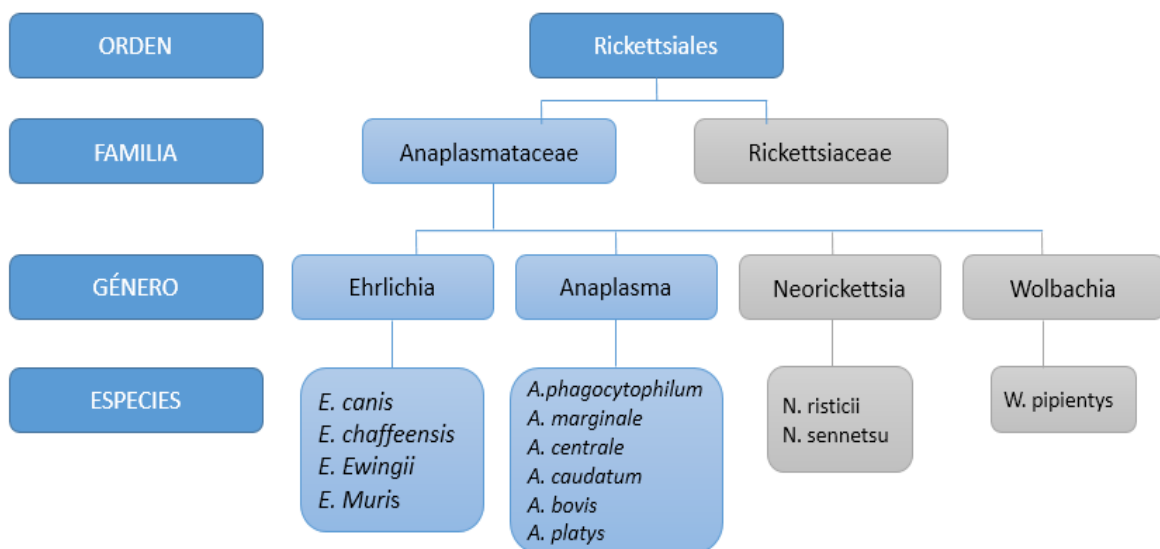 ORDEN
Rickettsiales
FAMILIA
Anaplasmataceae
Rickettsiaceae
GÉNERO
Ehrlichia
Anaplasma
Neorickettsia
Wolbachia
ESPECIES
E. canis
E. chaffeensis
E. Ewingii
E. Muris
A.phagocytophilum
A. marginale
A. centrale
A. caudatum
A. bovis
A. platys
N. risticii
N. sennetsu
W. pipientys